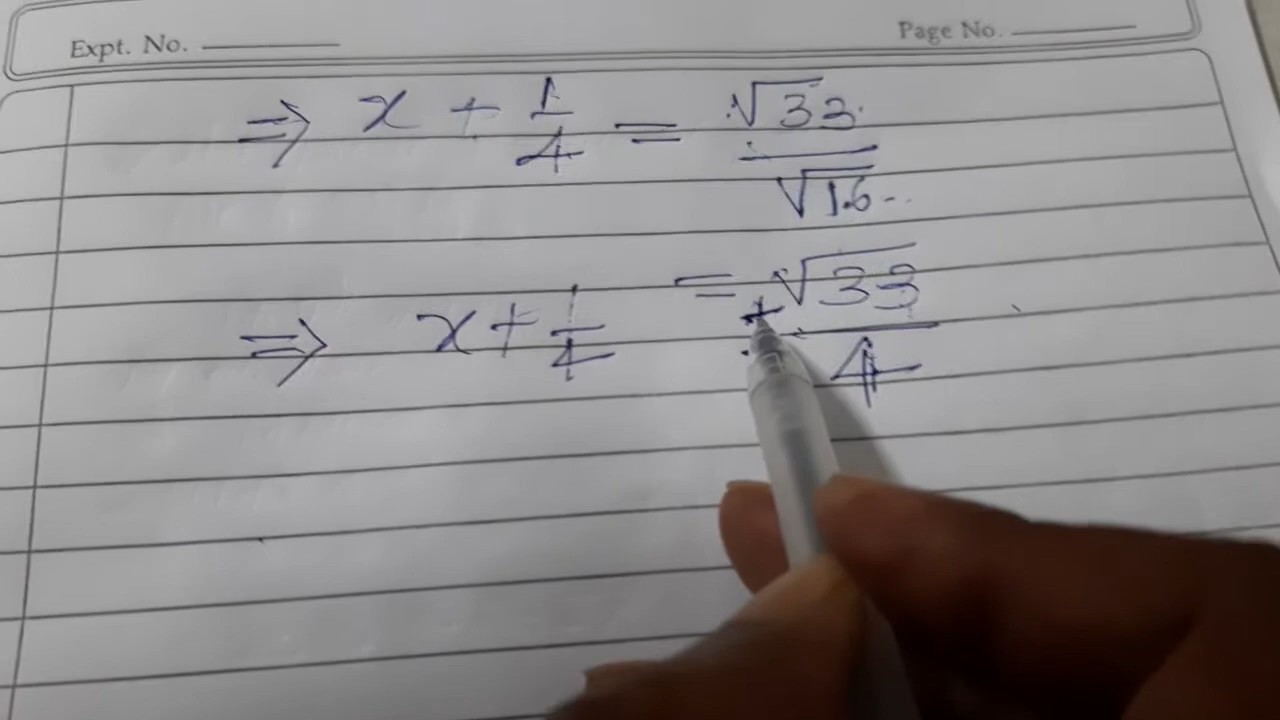 Expt. No. Page No.
⇒ x + 1/4 = √33/√16
⇒ x + 1/4 = ±√33/4